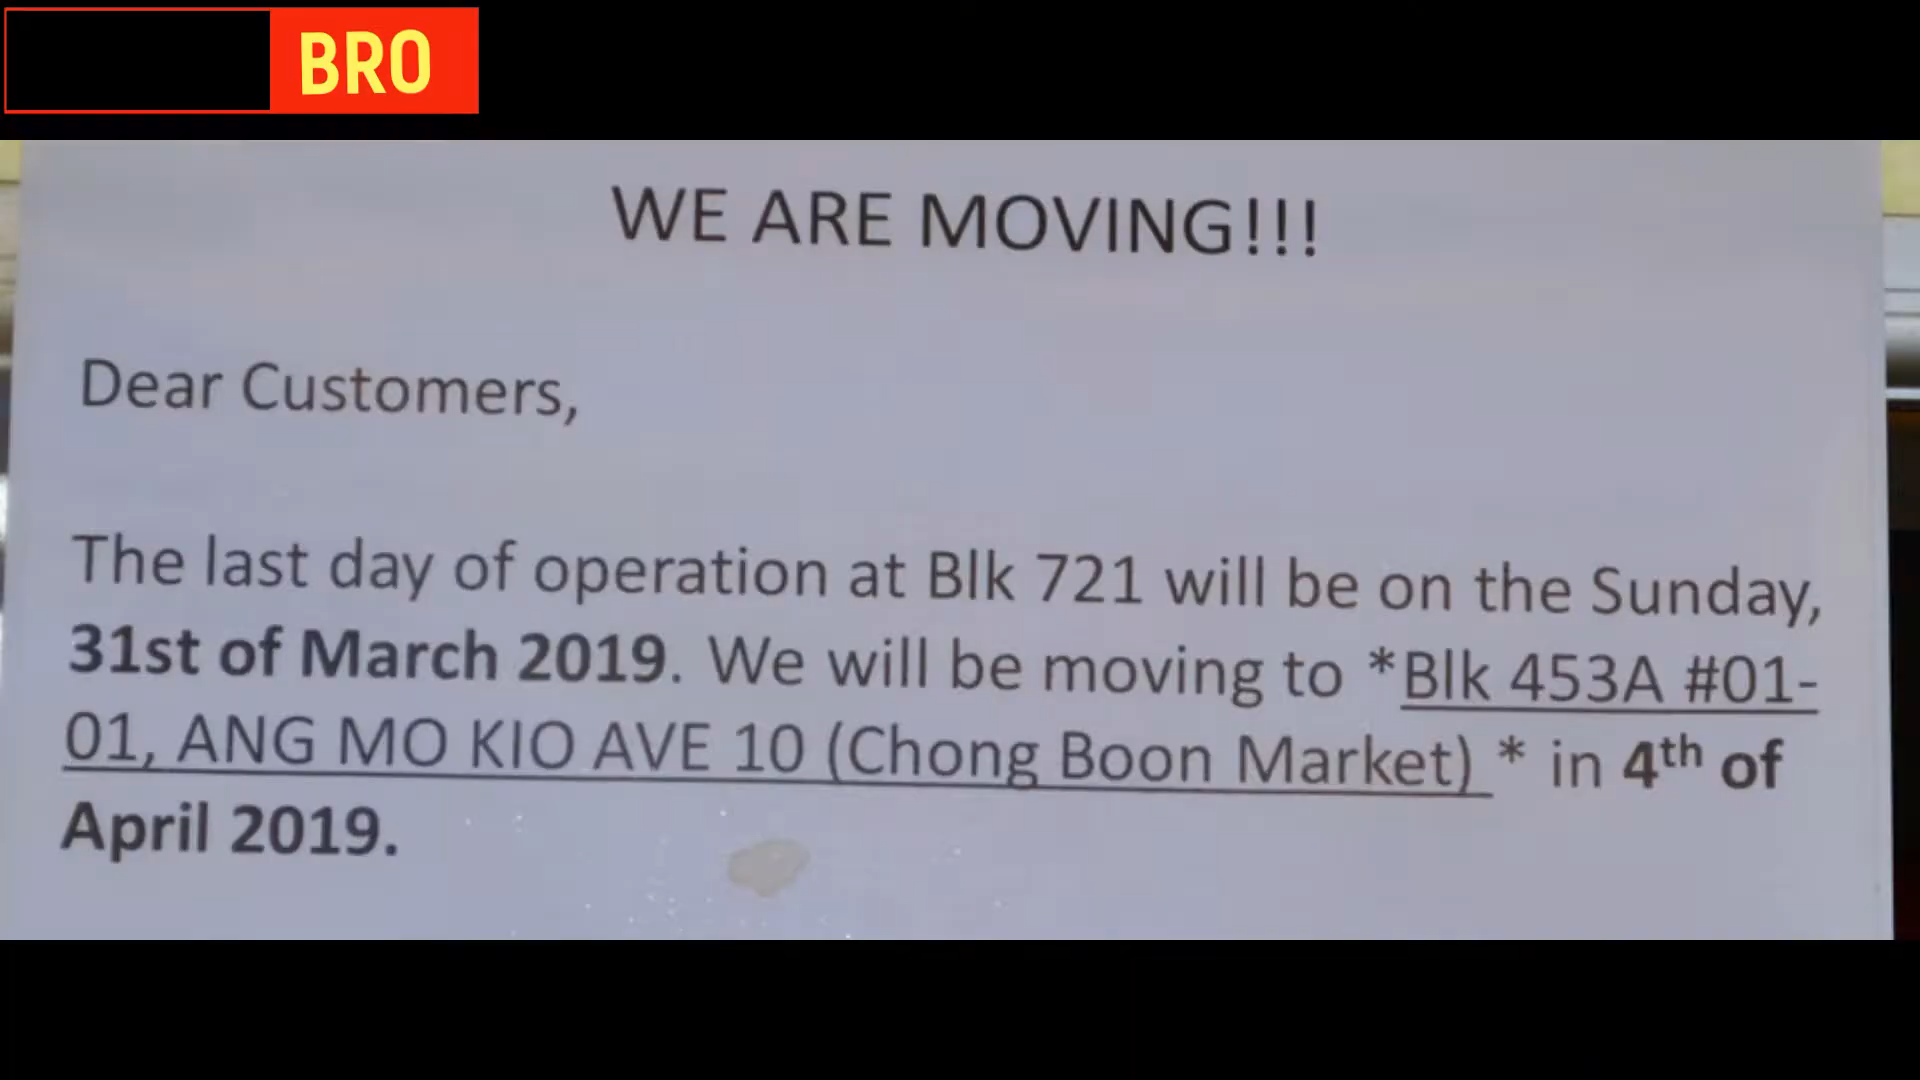 BRO
WE ARE MOVING!!!
Dear Customers,
The last day of operation at Blk 721 will be on the Sunday,
31st of March 2019. We will be moving to *Blk 453A #01-
01, ANG MO KIO AVE 10 (Chong Boon Market) * in 4th of
April 2019.